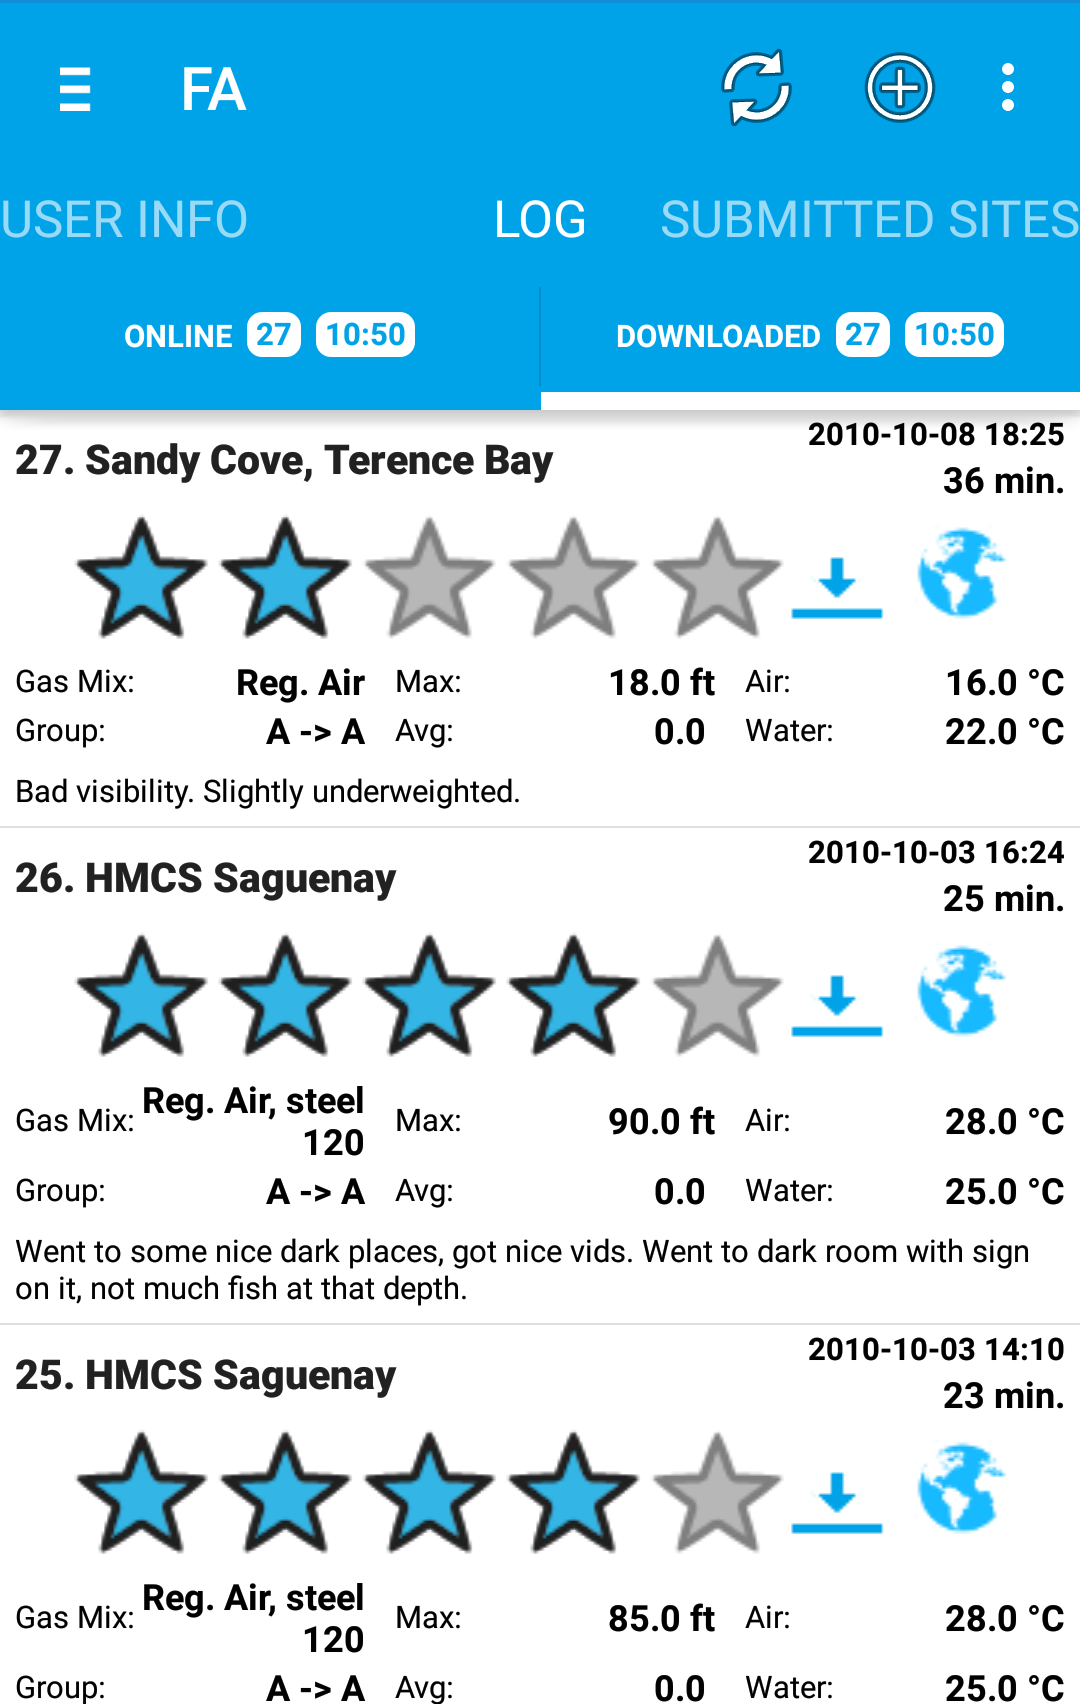 FA
USER INFO LOG SUBMITTED SITES
ONLINE 27 10:50 DOWNLOADED 27 10:50
27. Sandy Cove, Terence Bay 2010-10-08 18:25
36 min.
Gas Mix: Reg. Air Max: 18.0 ft Air: 16.0 °C
Group: A -> A Avg: 0.0 Water: 22.0 °C
Bad visibility. Slightly underweighted.
26. HMCS Saguenay 2010-10-03 16:24
25 min.
Gas Mix: Reg. Air, steel 120 Max: 90.0 ft Air: 28.0 °C
Group: A -> A Avg: 0.0 Water: 25.0 °C
Went to some nice dark places, got nice vids. Went to dark room with sign
on it, not much fish at that depth.
25. HMCS Saguenay 2010-10-03 14:10
23 min.
Gas Mix: Reg. Air, steel 120 Max: 85.0 ft Air: 28.0 °C
Group: A -> A Avg: 0.0 Water: 25.0 °C